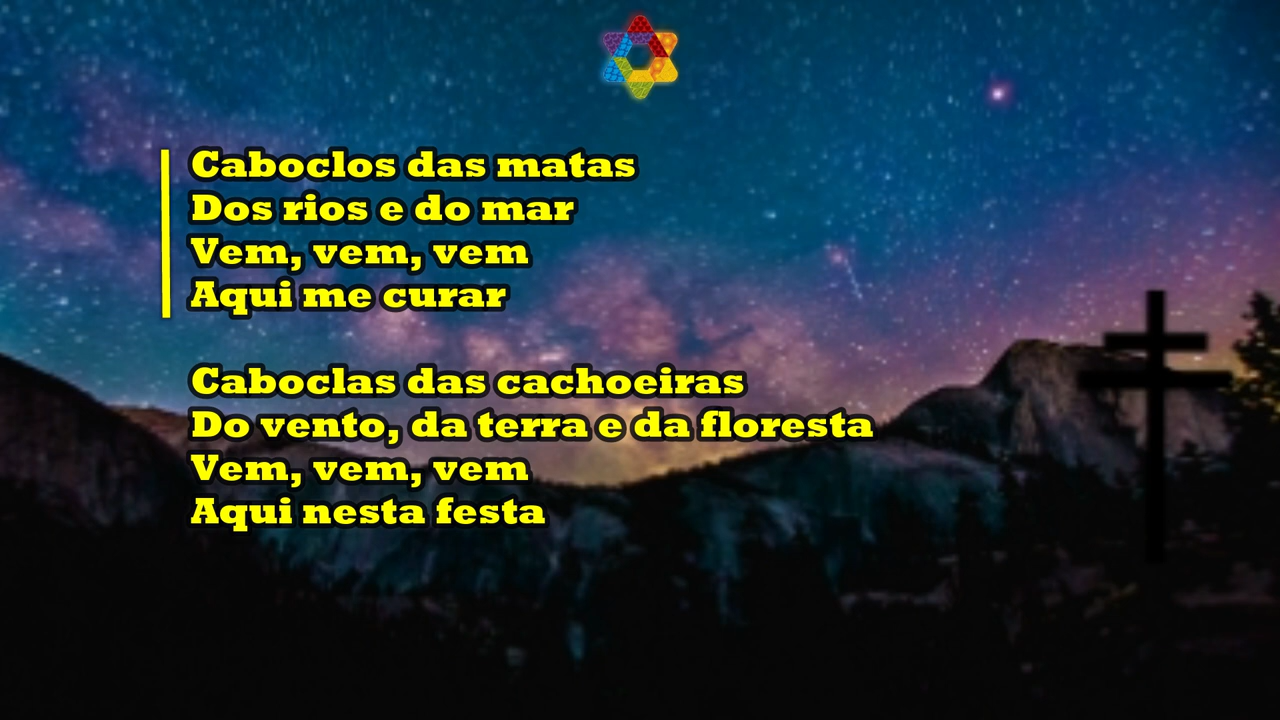 Caboclos das matas
Dos rios e do mar
Vem, vem, vem
Aqui me curar
Caboclas das cachoeiras
Do vento, da terra e da floresta
Vem, vem, vem
Aqui nesta festa